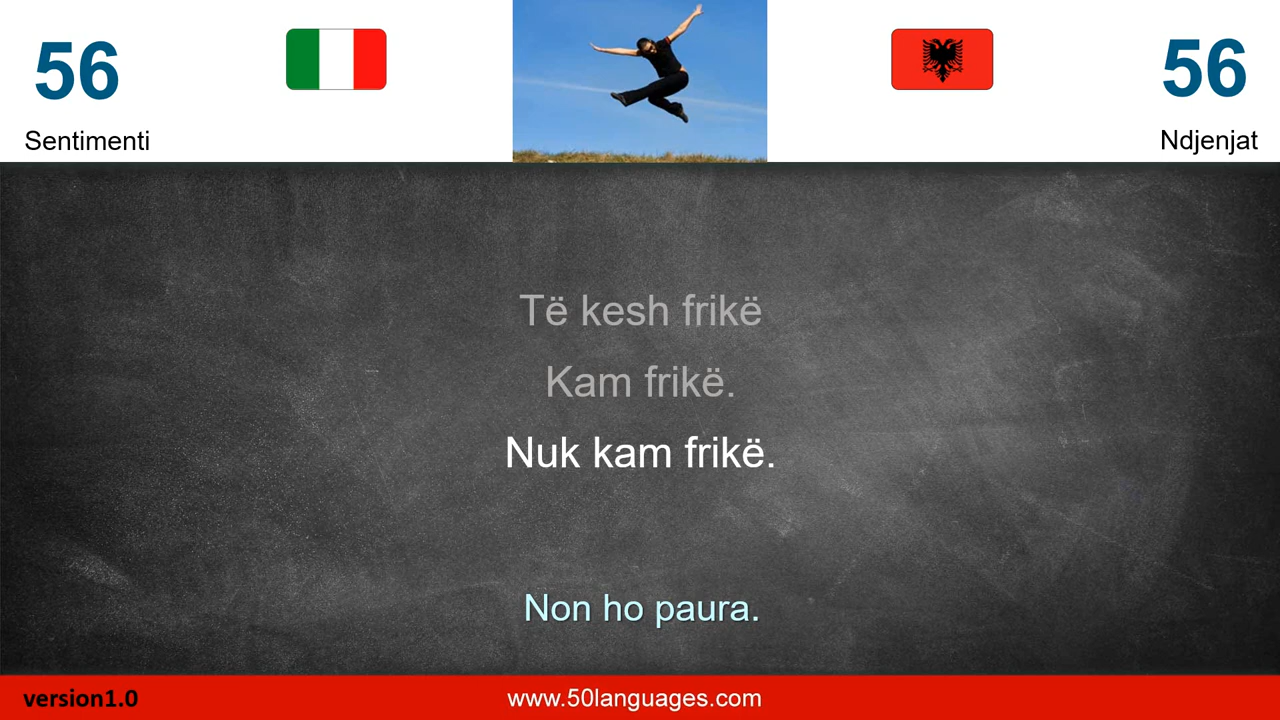 56
56
Sentimenti
Ndjenjat
Të kesh frikë
Kam frikë.
Nuk kam frikë.
Non ho paura.
version1.0
www.50languages.com